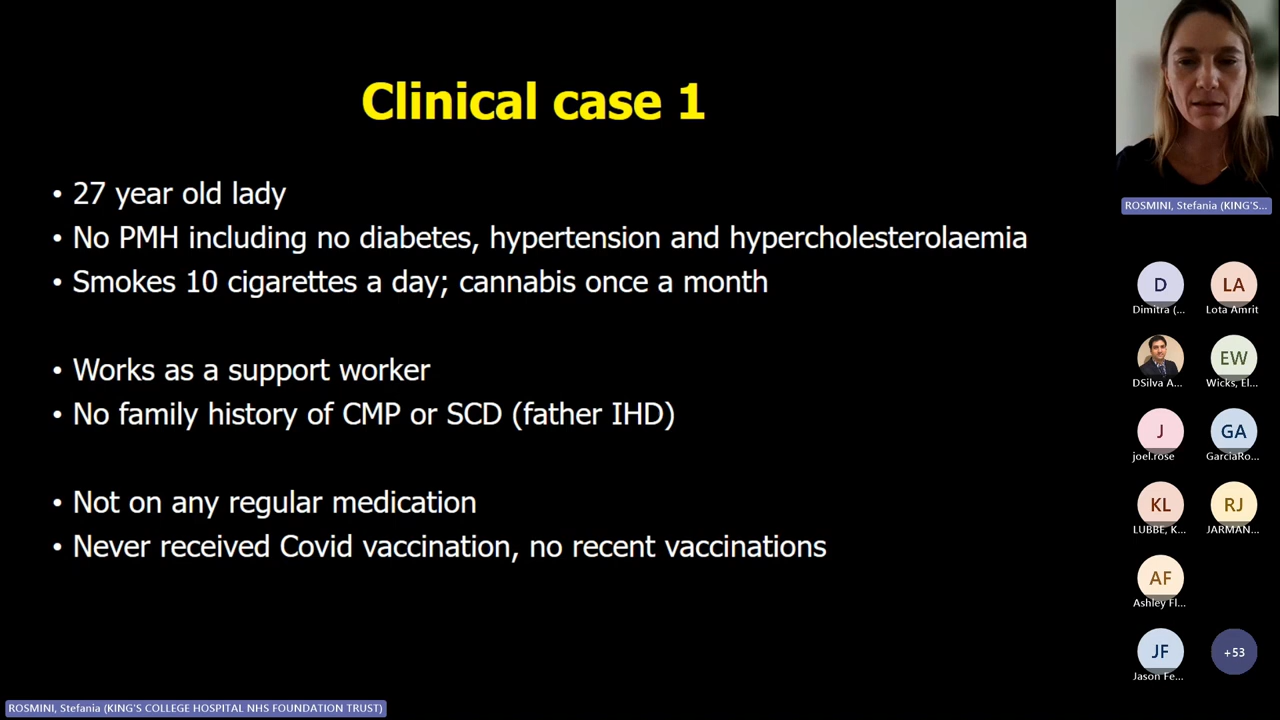 Clinical case 1
• 27 year old lady
• No PMH including no diabetes, hypertension and hypercholesterolaemia
• Smokes 10 cigarettes a day; cannabis once a month
• Works as a support worker
• No family history of CMP or SCD (father IHD)
• Not on any regular medication
• Never received Covid vaccination, no recent vaccinations
ROSMINI, Stefania (KING'S COLLEGE HOSPITAL NHS FOUNDATION TRUST)
ROSMINI, Stefania (KING'S...
D
Dimitra (...
LA
Lota Amrit
DSilva A...
EW
Wicks, El...
J
joel.rose
GA
GarciaRo...
KL
LUBBE, K...
RJ
JARMAN...
AF
Ashley Fl...
JF
Jason Fe...
+53